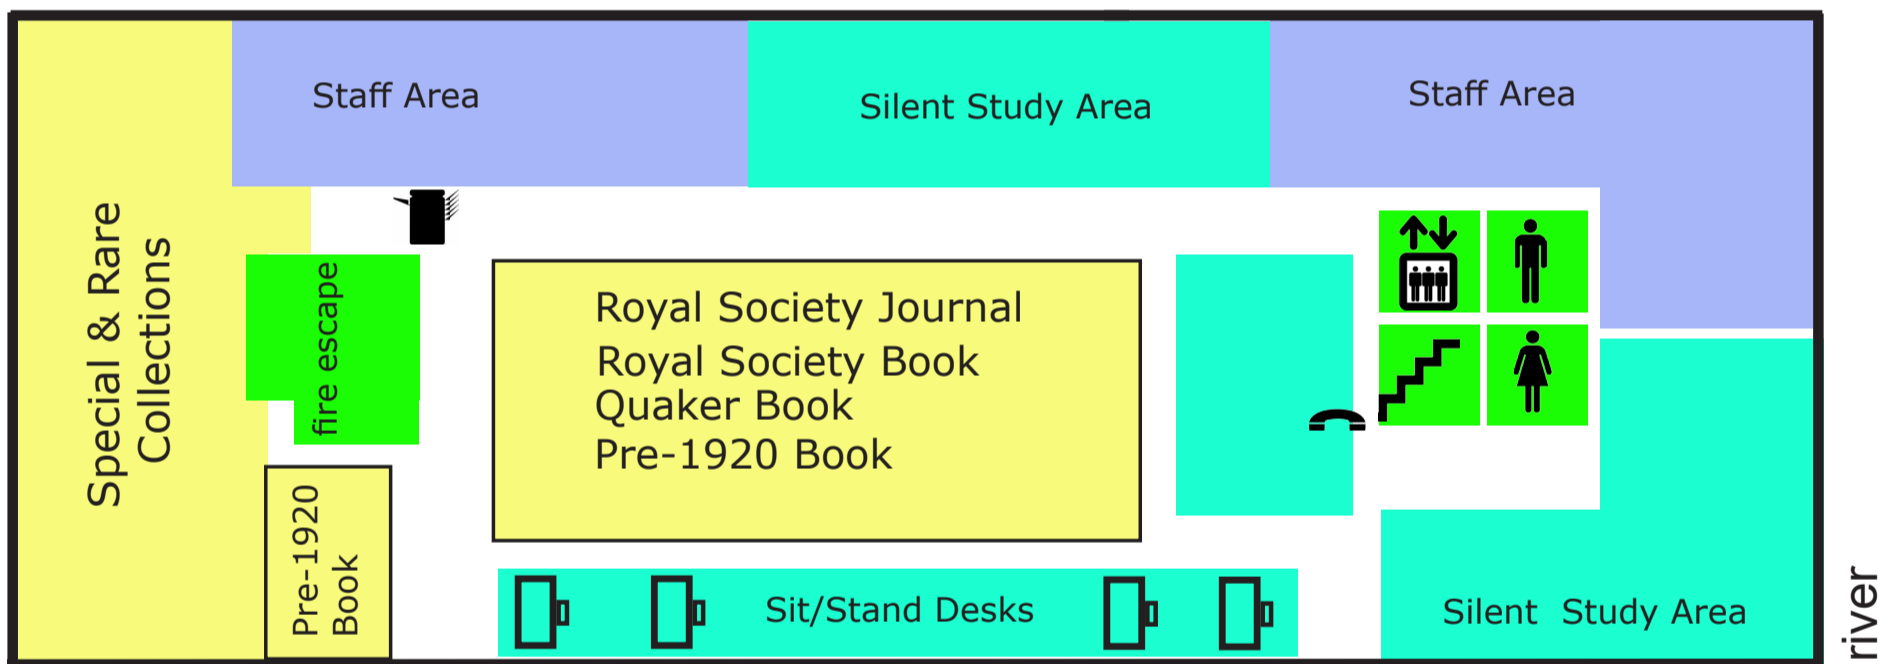 Staff Area
Silent Study Area
Staff Area
Special & Rare
Collections
fire escape
Royal Society Journal
Royal Society Book
Quaker Book
Pre-1920 Book
Pre-1920
Book
Sit/Stand Desks
Silent Study Area
river